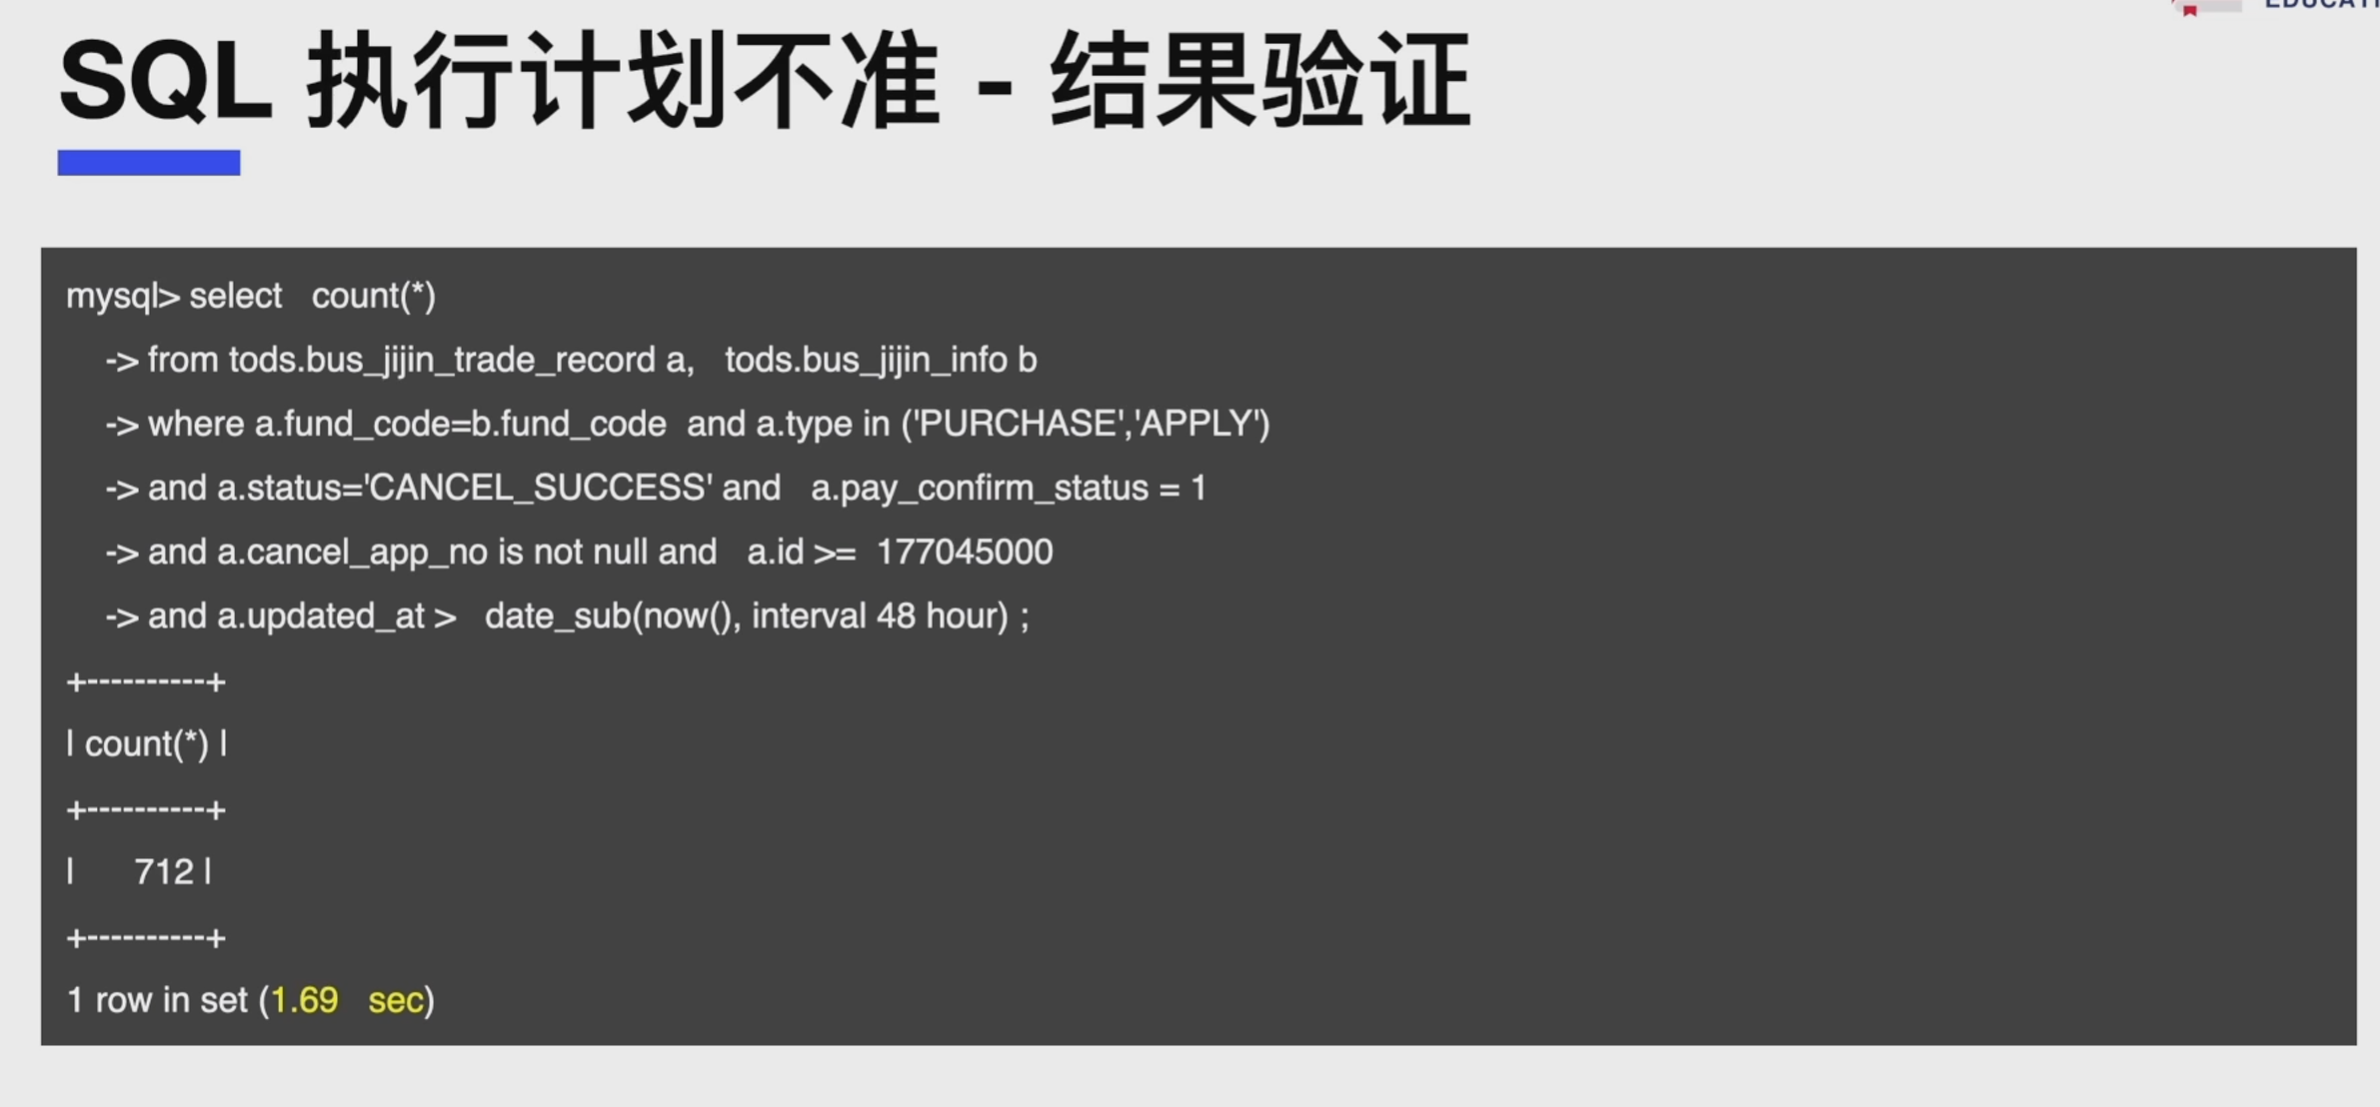 SQL 执行计划不准 - 结果验证
mysql> select   count(*)
-> from tods.bus_jijin_trade_record a,   tods.bus_jijin_info b
-> where a.fund_code=b.fund_code  and a.type in ('PURCHASE','APPLY')
-> and a.status='CANCEL_SUCCESS' and   a.pay_confirm_status = 1
-> and a.cancel_app_no is not null and   a.id >=  177045000
-> and a.updated_at >   date_sub(now(), interval 48 hour) ;
+----------+
| count(*) |
+----------+
|      712 |
+----------+
1 row in set (1.69   sec)